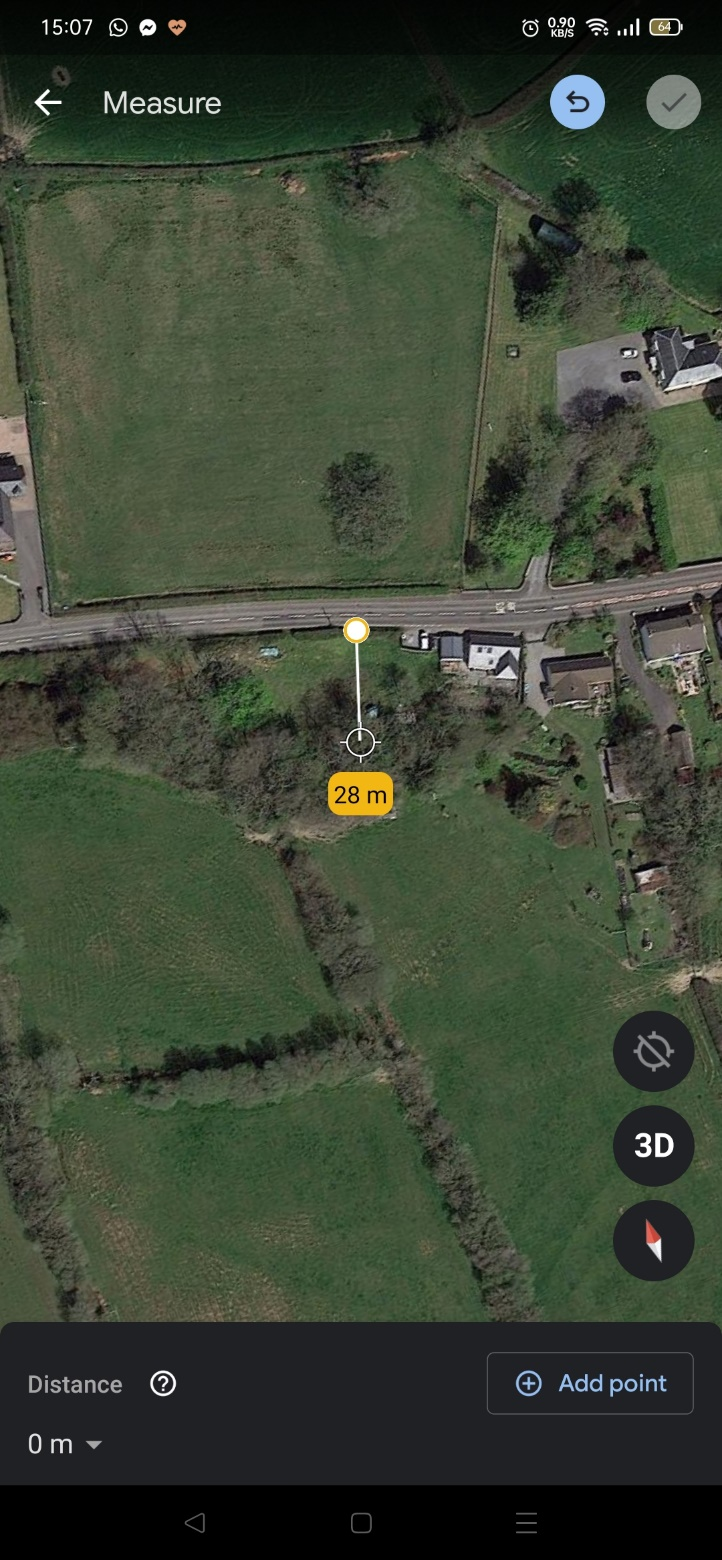 15:07
0.90
KB/S
64
Measure
28 m
3D
Distance
Add point
0 m